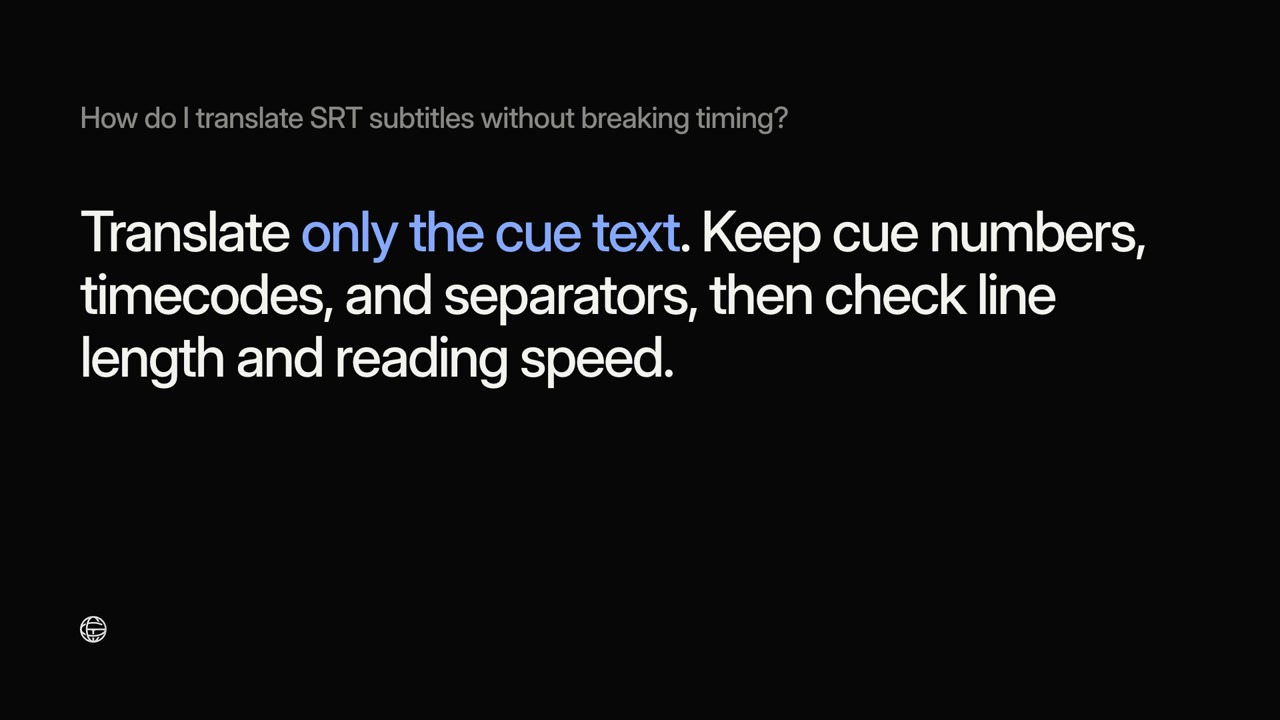 How do I translate SRT subtitles without breaking timing?
Translate only the cue text. Keep cue numbers,
timecodes, and separators, then check line
length and reading speed.